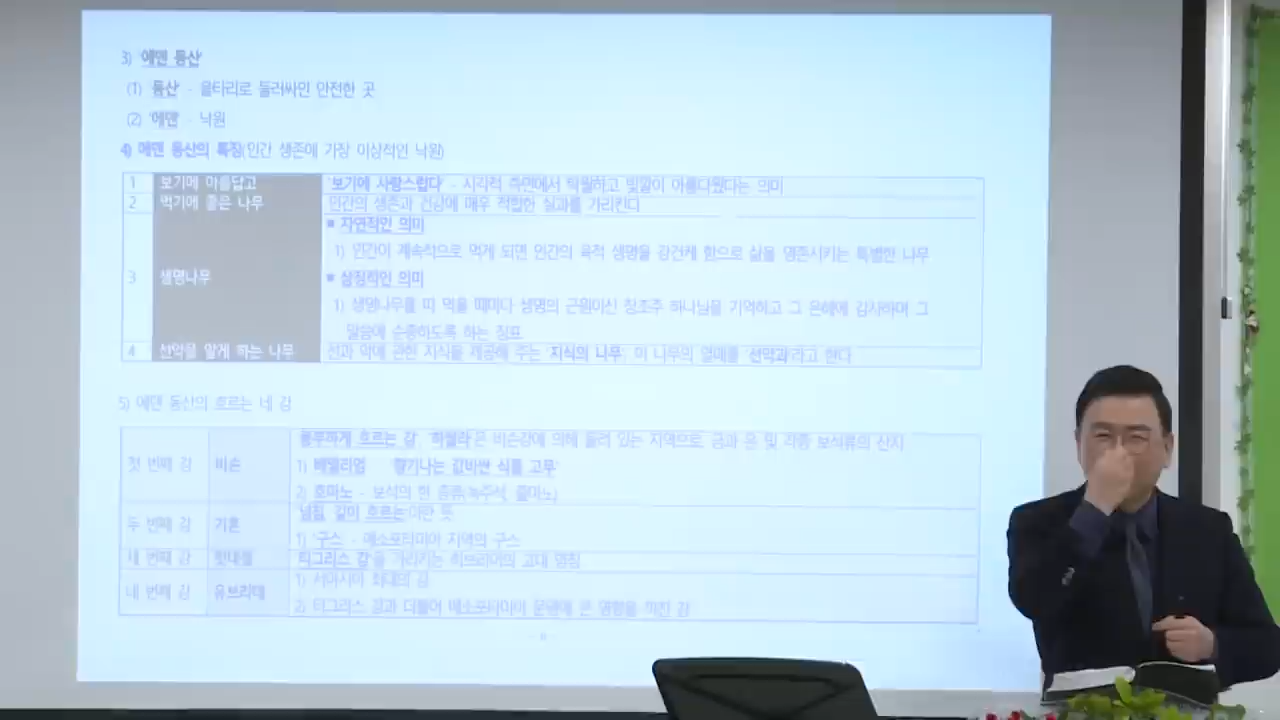 3) '에덴 동산'
(1) '동산' - 울타리로 둘러싸인 안전한 곳
(2) '에덴' - 낙원
4) 에덴 동산의 특징(인간 생존에 가장 이상적인 낙원)
1 보기에 아름답고 '보기에 사랑스럽다' - 시각적 측면에서 탁월하고 빛깔이 아름다웠다는 의미
2 먹기에 좋은 나무 인간의 생존과 건강에 매우 적합한 실과를 가리킨다
■ 자연적인 의미
1) 인간이 계속적으로 먹게 되면 인간의 육적 생명을 강건케 함으로 삶을 영존시키는 특별한 나무
3 생명나무
■ 상징적인 의미
1) 생명나무를 따 먹을 때마다 생명의 근원이신 창조주 하나님을 기억하고 그 은혜에 감사하며 그
말씀에 순종하도록 하는 징표
4 선악을 알게 하는 나무 선과 악에 관한 지식을 제공해 주는 '지식의 나무' 이 나무의 열매를 '선악과'라고 한다
5) 에덴 동산의 흐르는 네 강
첫 번째 강 비손
'풍부하게 흐르는 강' '하윌라'은 비손강에 의해 둘려 있는 지역으로 금과 은 및 각종 보석류의 산지
1) 베델리엄 '향기나는 값비싼 식물 고무'
2) 호마노 - 보석의 한 종류(녹주석, 줄마노)
두 번째 강 기혼
'넘침, 길이 흐르는'이란 뜻
1) '구스' - 메소포타미아 지역의 구스
세 번째 강 힛데겔 '티그리스 강'을 가리키는 히브리어의 고대 명칭
네 번째 강 유브라데
1) 서아시아 최대의 강
2) 티그리스 강과 더불어 메소포타미아 문명에 큰 영향을 끼친 강